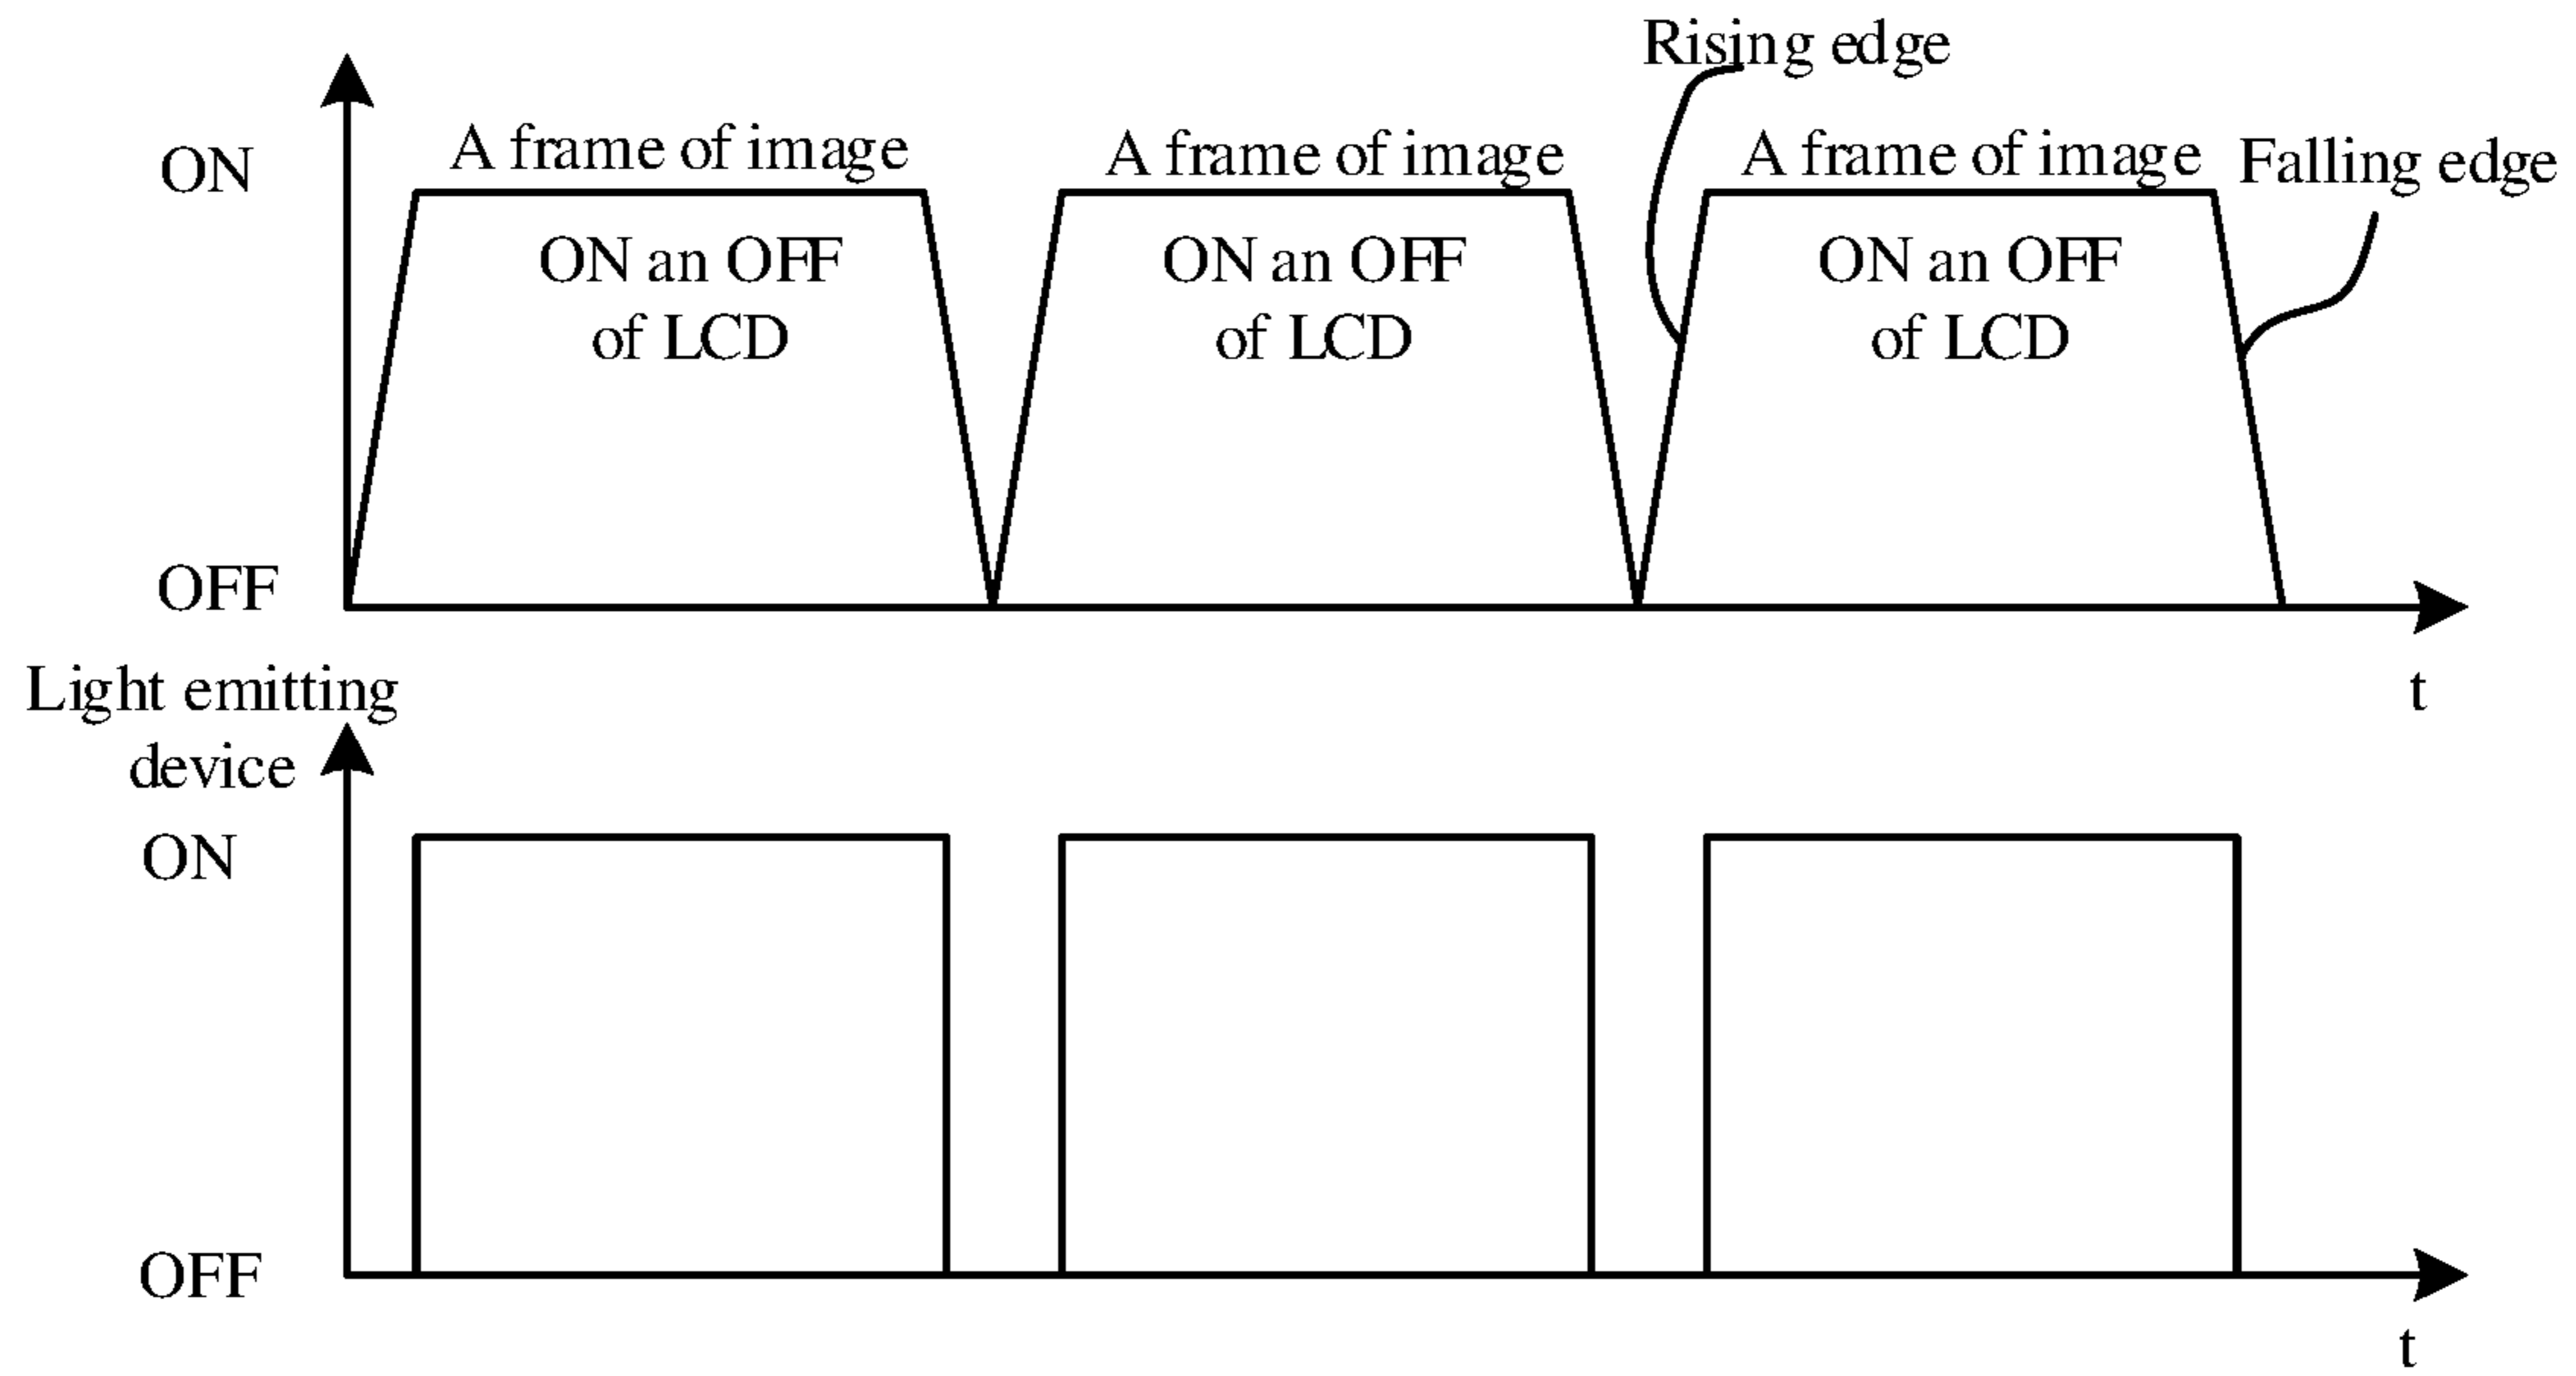 Rising edge
ON
A frame of image
A frame of image
A frame of image
Falling edge
ON an OFF
of LCD
ON an OFF
of LCD
ON an OFF
of LCD
OFF
t
Light emitting
device
ON
OFF
t